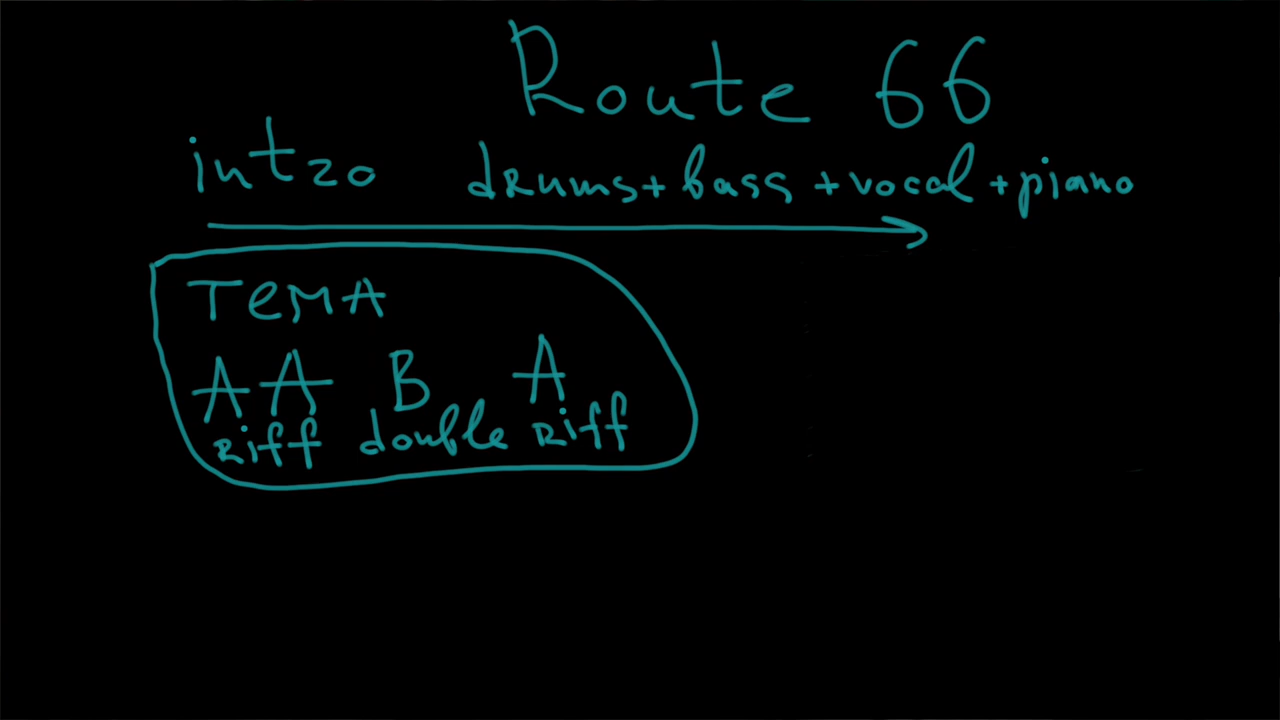 Route 66
intro drums + bass + vocal + piano
Тема
A A B A
riff double riff